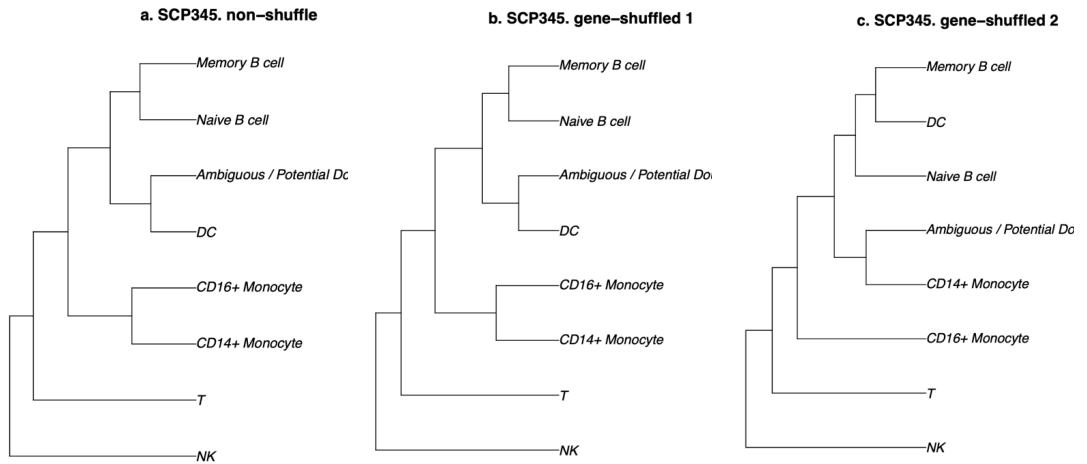 a. SCP345. non−shuffle
Memory B cell
Naive B cell
Ambiguous / Potential Do
DC
CD16+ Monocyte
CD14+ Monocyte
T
NK
b. SCP345. gene−shuffled 1
Memory B cell
Naive B cell
Ambiguous / Potential Do
DC
CD16+ Monocyte
CD14+ Monocyte
T
NK
c. SCP345. gene−shuffled 2
Memory B cell
DC
Naive B cell
Ambiguous / Potential Do
CD14+ Monocyte
CD16+ Monocyte
T
NK